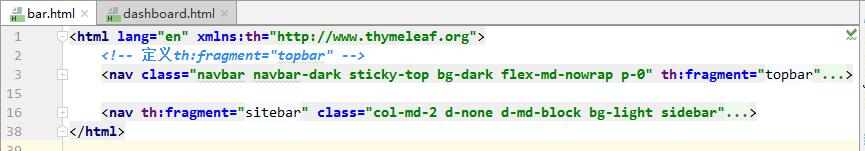 bar.html × dashboard.html ×
1 <html lang="en" xmlns:th="http://www.thymeleaf.org">
2 <!-- 定义th:fragment="topbar" -->
3 <nav class="navbar navbar-dark sticky-top bg-dark flex-md-nowrap p-0" th:fragment="topbar"...>
15
16 <nav th:fragment="sitebar" class="col-md-2 d-none d-md-block bg-light sidebar"...>
38 </html>
39